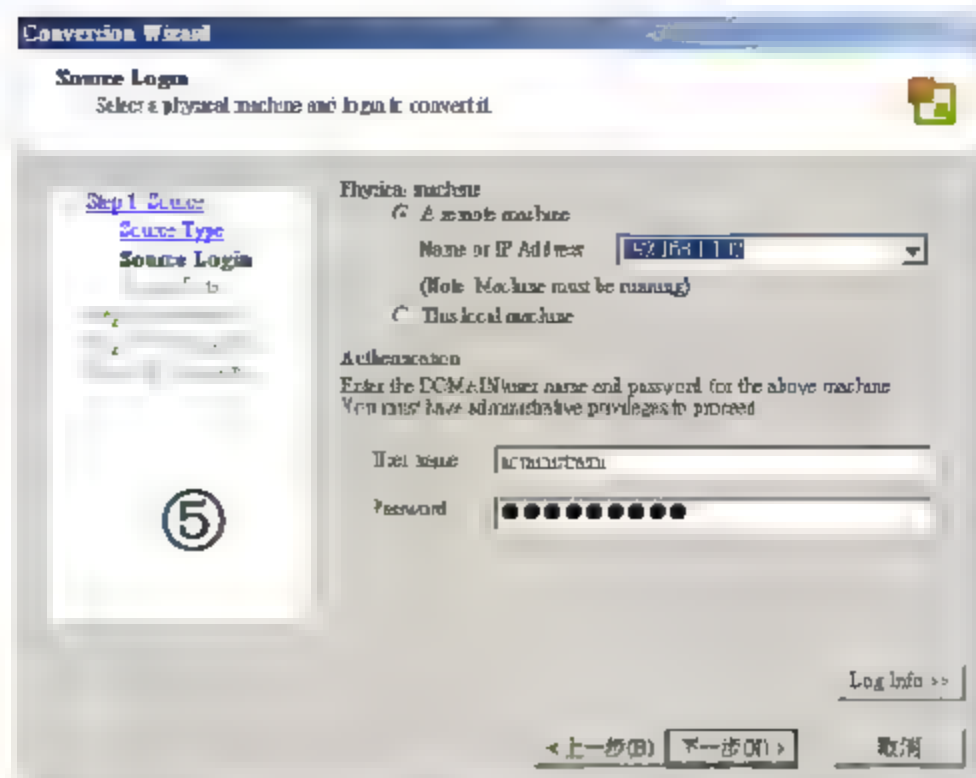 Conversion Wizard
Source Login
Select a physical machine and login to convert it.
Step 1: Source
Source Type
Source Login
Physical machine
A remote machine
Name or IP Address
(Note: Machine must be running)
This local machine
Authentication
Enter the DOMAIN\user name and password for the above machine
You must have administrative privileges to proceed
User name
Password
●●●●●●●●●
⑤
Log Info >>
< 上一步(B)
下一步(N) >
取消